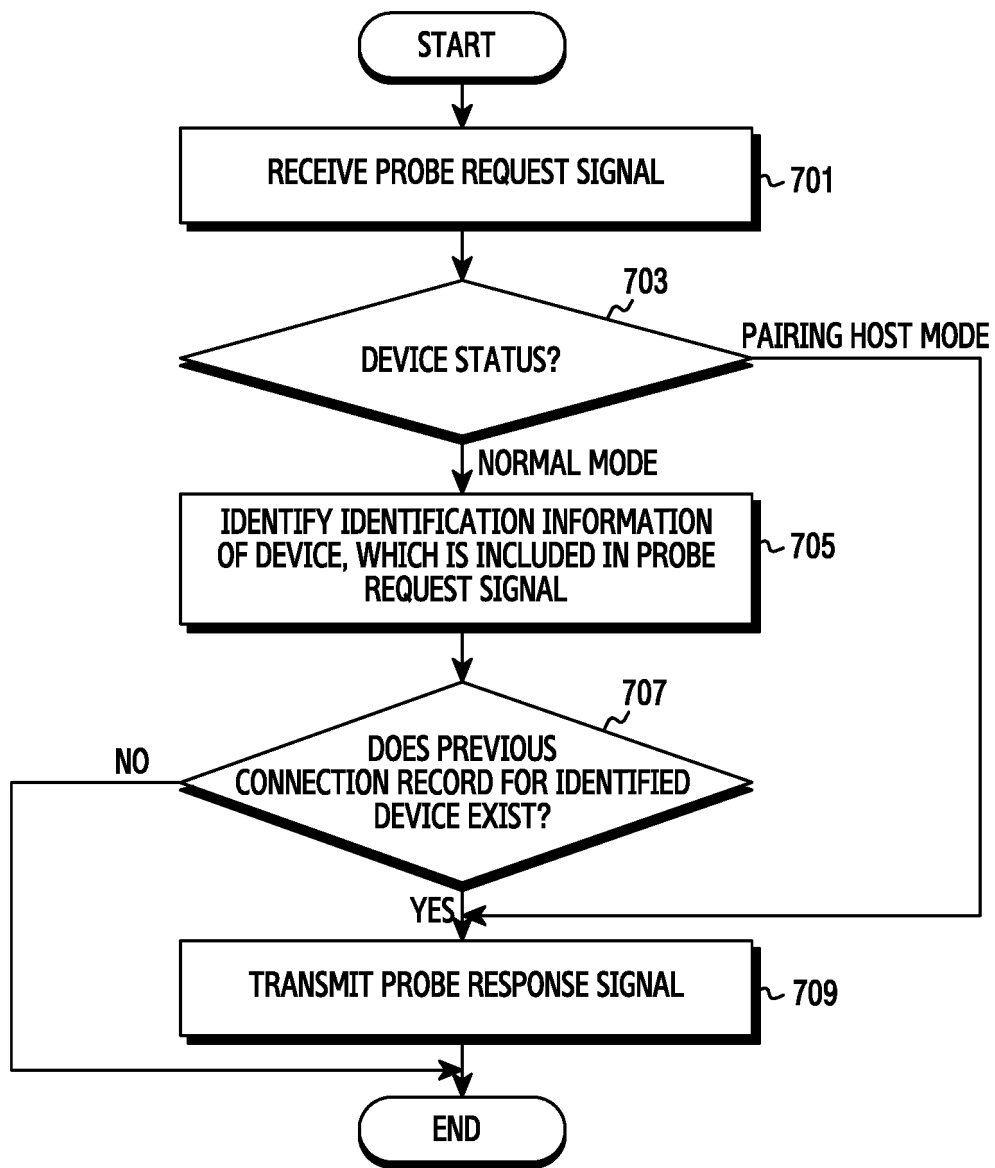 START
RECEIVE PROBE REQUEST SIGNAL
701
703
PAIRING HOST MODE
DEVICE STATUS?
NORMAL MODE
IDENTIFY IDENTIFICATION INFORMATION
OF DEVICE, WHICH IS INCLUDED IN PROBE
REQUEST SIGNAL
705
707
NO
DOES PREVIOUS
CONNECTION RECORD FOR IDENTIFIED
DEVICE EXIST?
YES
TRANSMIT PROBE RESPONSE SIGNAL
709
END